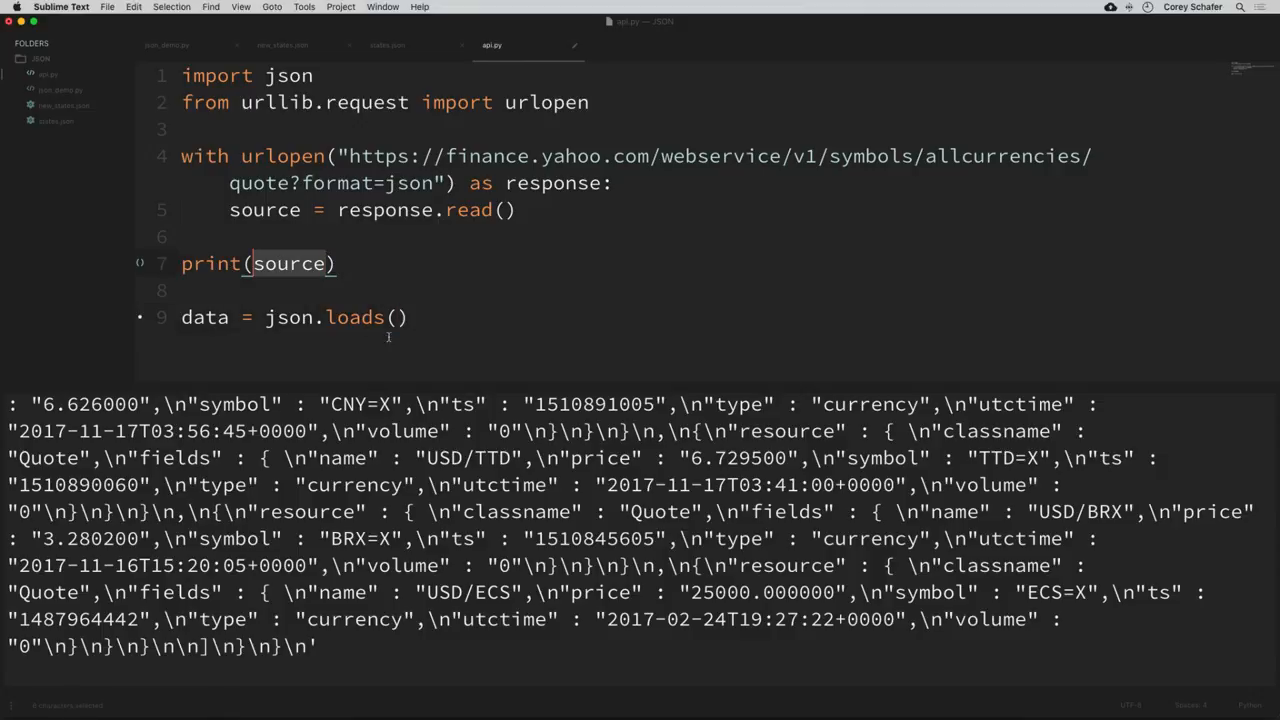 Sublime Text File Edit Selection Find View Goto Tools Project Window Help Corey Schafer
api.py — JSON
FOLDERS
JSON
api.py
json_demo.py
new_states.json
states.json
json_demo.py new_states.json states.json api.py
1 import json
2 from urllib.request import urlopen
3
4 with urlopen("https://finance.yahoo.com/webservice/v1/symbols/allcurrencies/
quote?format=json") as response:
5 source = response.read()
6
7 print(source)
8
9 data = json.loads()
: "6.626000",\n"symbol" : "CNY=X",\n"ts" : "1510891005",\n"type" : "currency",\n"utctime" :
"2017-11-17T03:56:45+0000",\n"volume" : "0"\n}\n}\n}\n,\n{\n"resource" : { \n"classname" :
"Quote",\n"fields" : { \n"name" : "USD/TTD",\n"price" : "6.729500",\n"symbol" : "TTD=X",\n"ts" :
"1510890060",\n"type" : "currency",\n"utctime" : "2017-11-17T03:41:00+0000",\n"volume" :
"0"\n}\n}\n}\n,\n{\n"resource" : { \n"classname" : "Quote",\n"fields" : { \n"name" : "USD/BRX",\n"price"
: "3.280200",\n"symbol" : "BRX=X",\n"ts" : "1510845605",\n"type" : "currency",\n"utctime" :
"2017-11-16T15:20:05+0000",\n"volume" : "0"\n}\n}\n}\n,\n{\n"resource" : { \n"classname" :
"Quote",\n"fields" : { \n"name" : "USD/ECS",\n"price" : "25000.000000",\n"symbol" : "ECS=X",\n"ts" :
"1487964442",\n"type" : "currency",\n"utctime" : "2017-02-24T19:27:22+0000",\n"volume" :
"0"\n}\n}\n}\n\n]\n}\n}\n'
UTF-8 Python